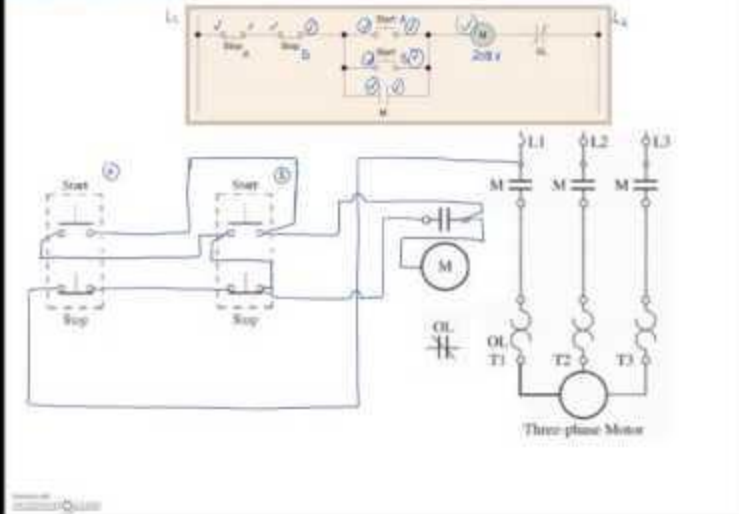 L1
L2
Start A
Stop A
Stop B
Start B
M
OL
M
L1
L2
L3
A
B
Start
Start
M
M
M
M
Stop
Stop
OL
OL
T1
T2
T3
Three-phase Motor